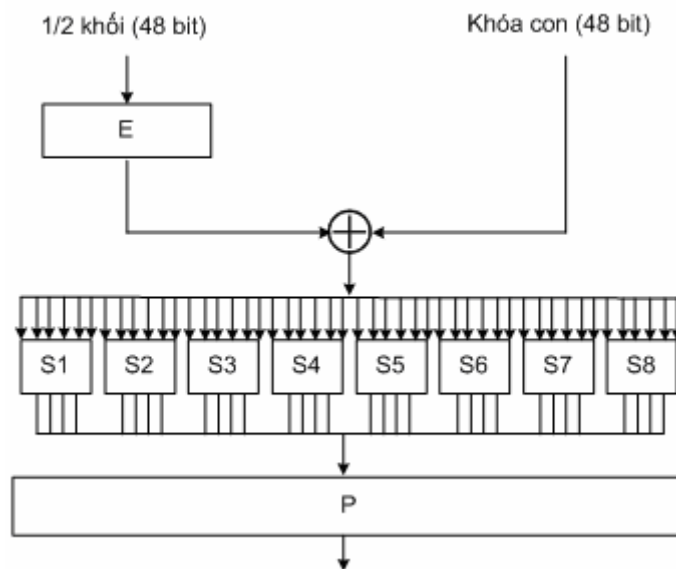 1/2 khối (48 bit)
Khóa con (48 bit)
E
S1
S2
S3
S4
S5
S6
S7
S8
P